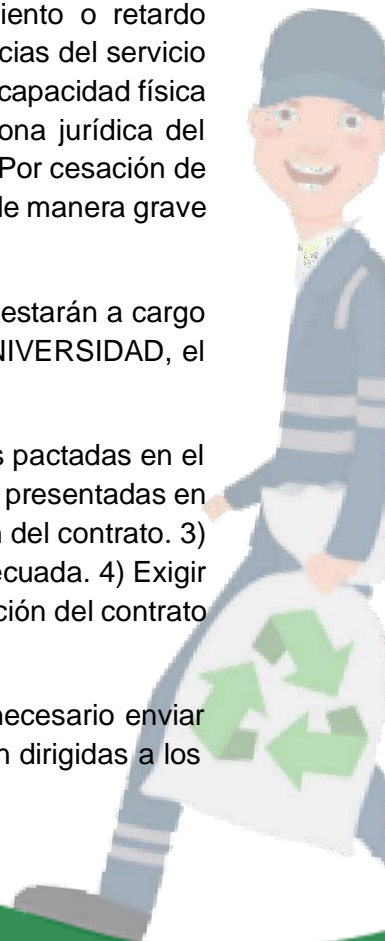 miento o retardo
cias del servicio
capacidad física
ona jurídica del
Por cesación de
de manera grave
estarán a cargo
NIVERSIDAD, el
s pactadas en el
presentadas en
n del contrato. 3)
ecuada. 4) Exigir
ción del contrato
necesario enviar
n dirigidas a los